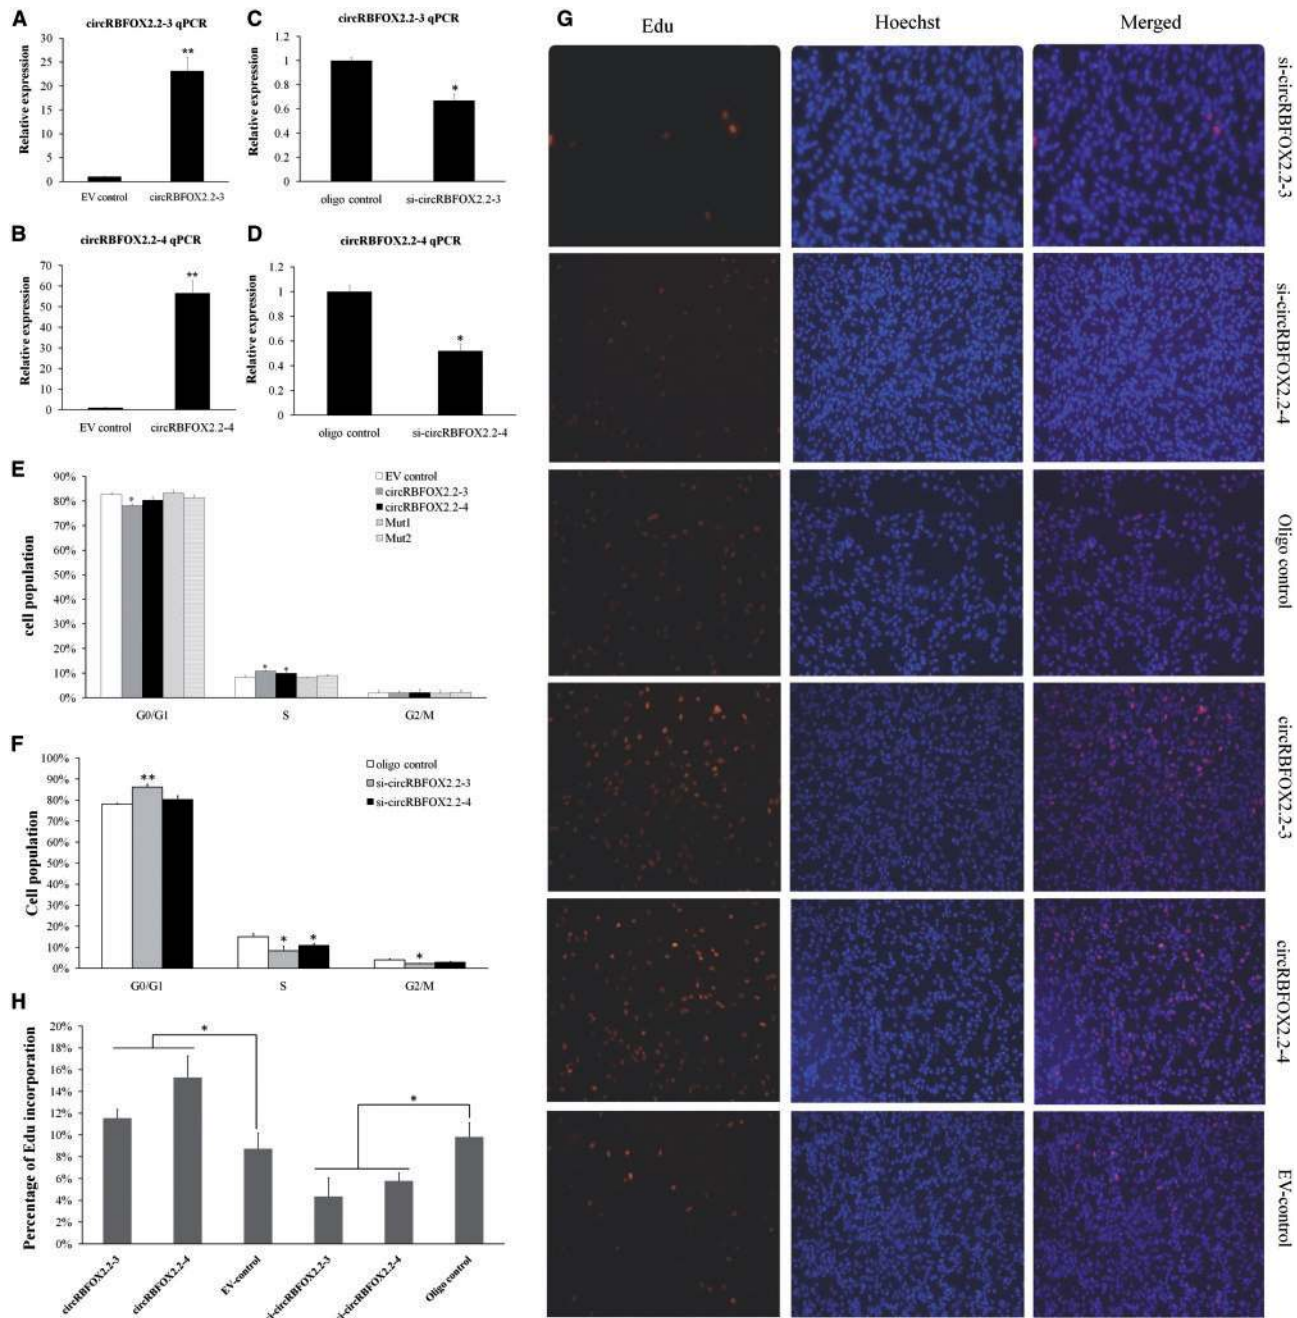 A
circRBFOX2.2-3 qPCR
Relative expression
30
25
20
15
10
5
0
**
EV control circRBFOX2.2-3
C
circRBFOX2.2-3 qPCR
Relative expression
1.2
1
0.8
0.6
0.4
0.2
0
*
oligo control si-circRBFOX2.2-3
B
circRBFOX2.2-4 qPCR
Relative expression
70
60
50
40
30
20
10
0
**
EV control circRBFOX2.2-4
D
circRBFOX2.2-4 qPCR
Relative expression
1.2
1
0.8
0.6
0.4
0.2
0
*
oligo control si-circRBFOX2.2-4
E
cell population
90%
80%
70%
60%
50%
40%
30%
20%
10%
0%
EV control
circRBFOX2.2-3
circRBFOX2.2-4
Mut1
Mut2
*
* *
G0/G1 S G2/M
F
Cell population
100%
90%
80%
70%
60%
50%
40%
30%
20%
10%
0%
oligo control
si-circRBFOX2.2-3
si-circRBFOX2.2-4
**
* *
*
G0/G1 S G2/M
H
Percentage of Edu incorporation
20%
18%
16%
14%
12%
10%
8%
6%
4%
2%
0%
*
*
circRBFOX2.2-3
circRBFOX2.2-4
EV-control
si-circRBFOX2.2-3
si-circRBFOX2.2-4
Oligo control
G
Edu Hoechst Merged
si-circRBFOX2.2-3
si-circRBFOX2.2-4
Oligo control
circRBFOX2.2-3
circRBFOX2.2-4
EV-control